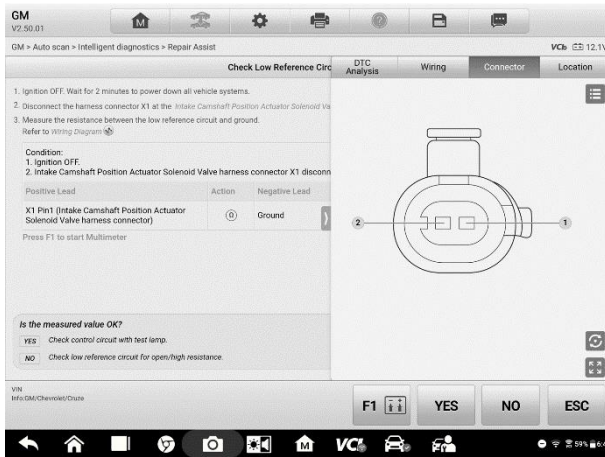 GM
V2.50.01
GM > Auto scan > Intelligent diagnostics > Repair Assist
VCI 12.1V
Check Low Reference Circ
DTC Analysis
Wiring
Connector
Location
1. Ignition OFF. Wait for 2 minutes to power down all vehicle systems.
2. Disconnect the harness connector X1 at the Intake Camshaft Position Actuator Solenoid Va
3. Measure the resistance between the low reference circuit and ground.
Refer to Wiring Diagram
Condition:
1. Ignition OFF.
2. Intake Camshaft Position Actuator Solenoid Valve harness connector X1 disconn
Positive Lead Action Negative Lead
X1 Pin1 (Intake Camshaft Position Actuator
Solenoid Valve harness connector) Ω Ground
Press F1 to start Multimeter
2 1
Is the measured value OK?
YES Check control circuit with test lamp.
NO Check low reference circuit for open/high resistance.
VIN
Info:GM/Chevrolet/Cruze
F1 YES NO ESC
M VCI 59%